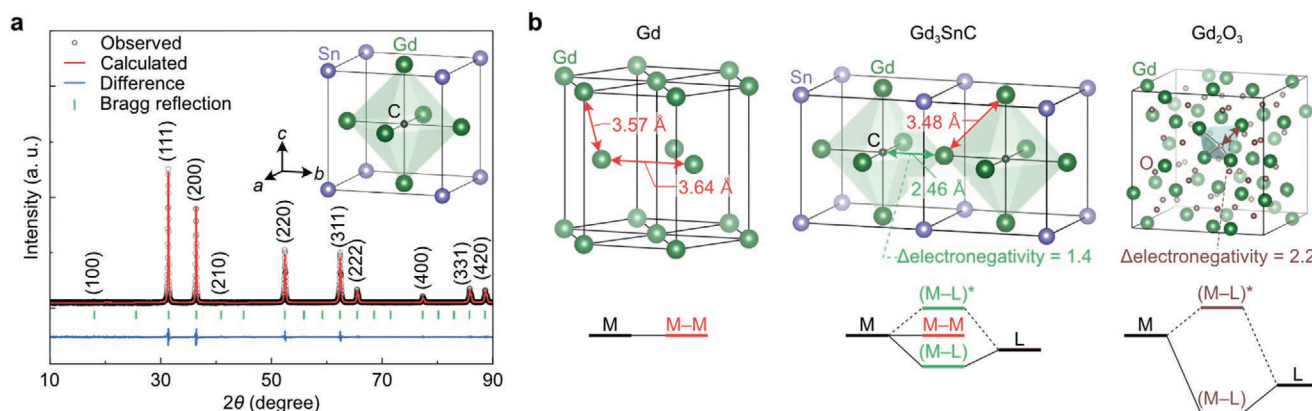 a
Observed
Calculated
Difference
Bragg reflection
Intensity (a. u.)
(100)
(111)
(200)
(210)
(220)
(311)
(222)
(400)
(331)
(420)
10
30
50
70
90
2θ (degree)
Sn
Gd
C
c
a
b
b
Gd
Gd
3.57 Å
3.64 Å
M
M–M
Gd₃SnC
Sn
Gd
C
3.48 Å
2.46 Å
Δelectronegativity = 1.4
(M–L)*
M
M–M
L
(M–L)
Gd₂O₃
Gd
O
Δelectronegativity = 2.2
(M–L)*
M
L
(M–L)